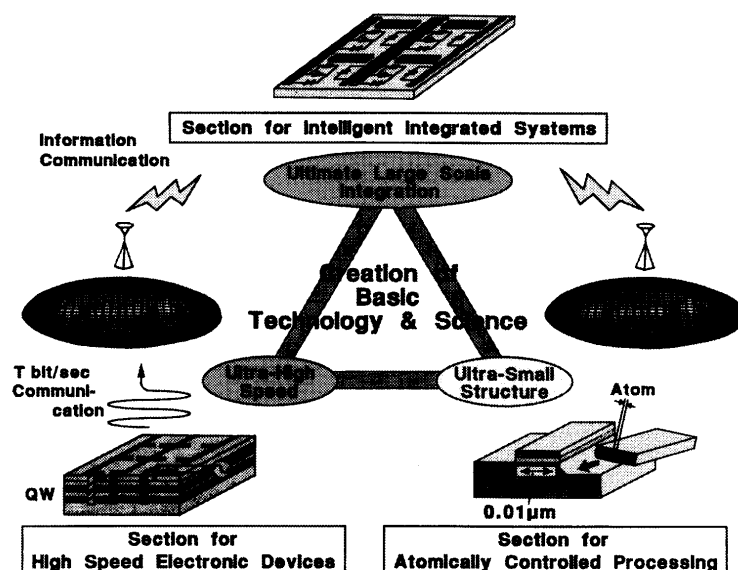 Section for Intelligent Integrated Systems
Information
Communication
Ultimate Large Scale
Integration
Creation of
Basic
Technology & Science
T bit/sec
Communi-
cation
Ultra-High
Speed
Ultra-Small
Structure
Atom
QW
0.01μm
Section for
High Speed Electronic Devices
Section for
Atomically Controlled Processing